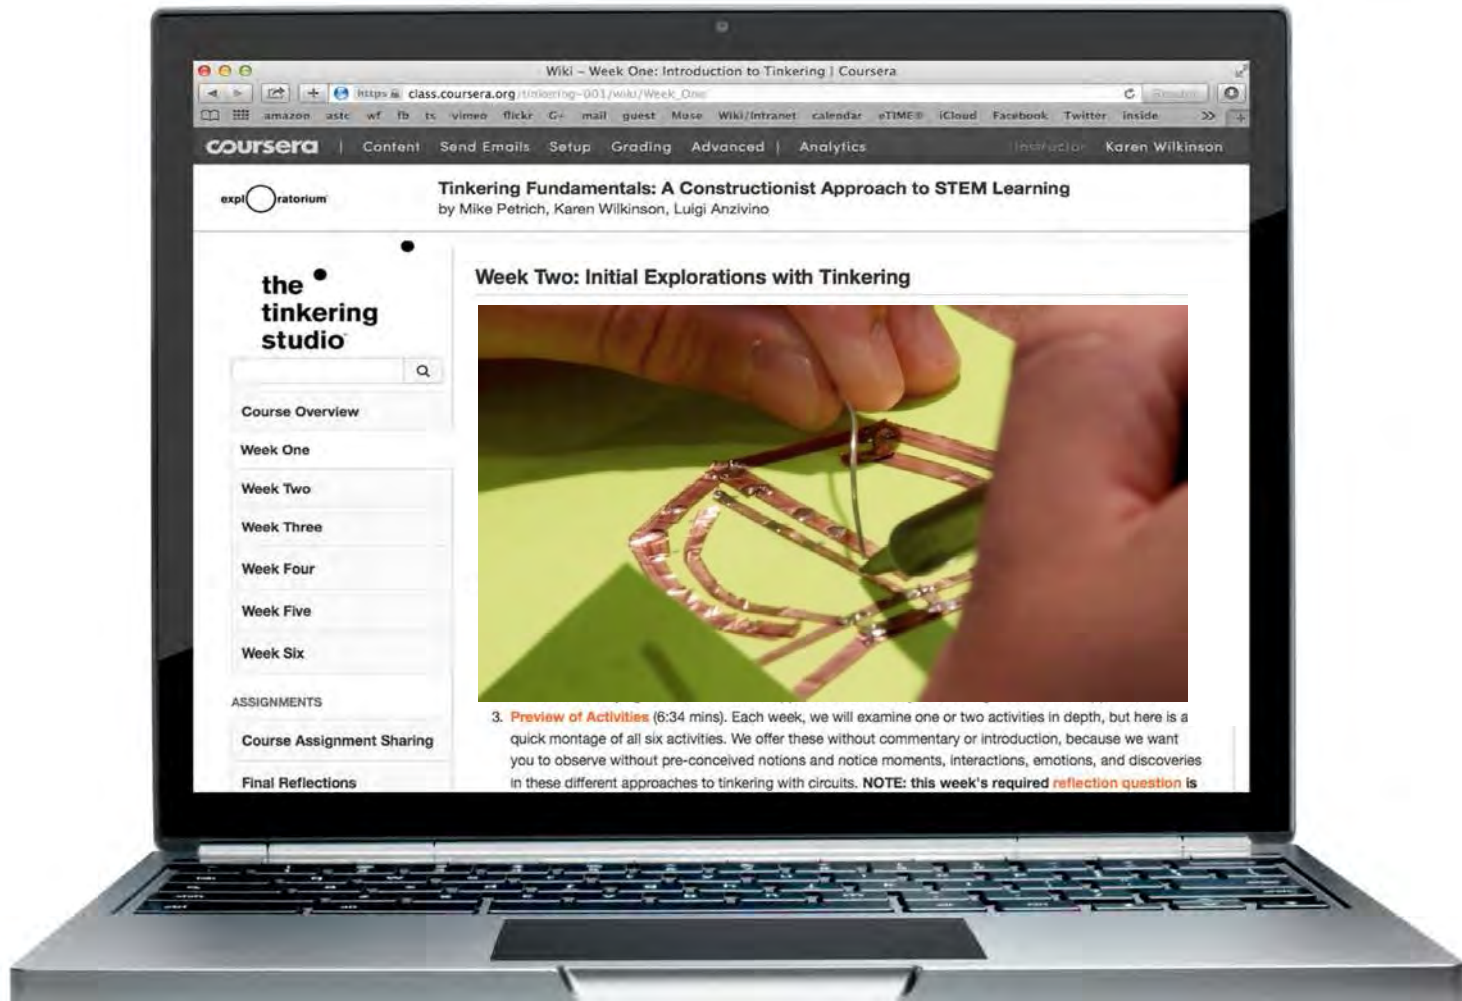 Wiki – Week One: Introduction to Tinkering | Coursera
https class.coursera.org/tinkering-001/wiki/Week_One
amazon astc wf fb ts vimeo flickr G+ mail guest Muse Wiki/Intranet calendar eTIME® iCloud Facebook Twitter inside >>
coursera | Content Send Emails Setup Grading Advanced | Analytics Instructor Karen Wilkinson
expl ratorium
Tinkering Fundamentals: A Constructionist Approach to STEM Learning
by Mike Petrich, Karen Wilkinson, Luigi Anzivino
the
tinkering
studio
Course Overview
Week One
Week Two
Week Three
Week Four
Week Five
Week Six
ASSIGNMENTS
Course Assignment Sharing
Final Reflections
Week Two: Initial Explorations with Tinkering
3. Preview of Activities (6:34 mins). Each week, we will examine one or two activities in depth, but here is a
quick montage of all six activities. We offer these without commentary or introduction, because we want
you to observe without pre-conceived notions and notice moments, interactions, emotions, and discoveries
in these different approaches to tinkering with circuits. NOTE: this week's required reflection question is